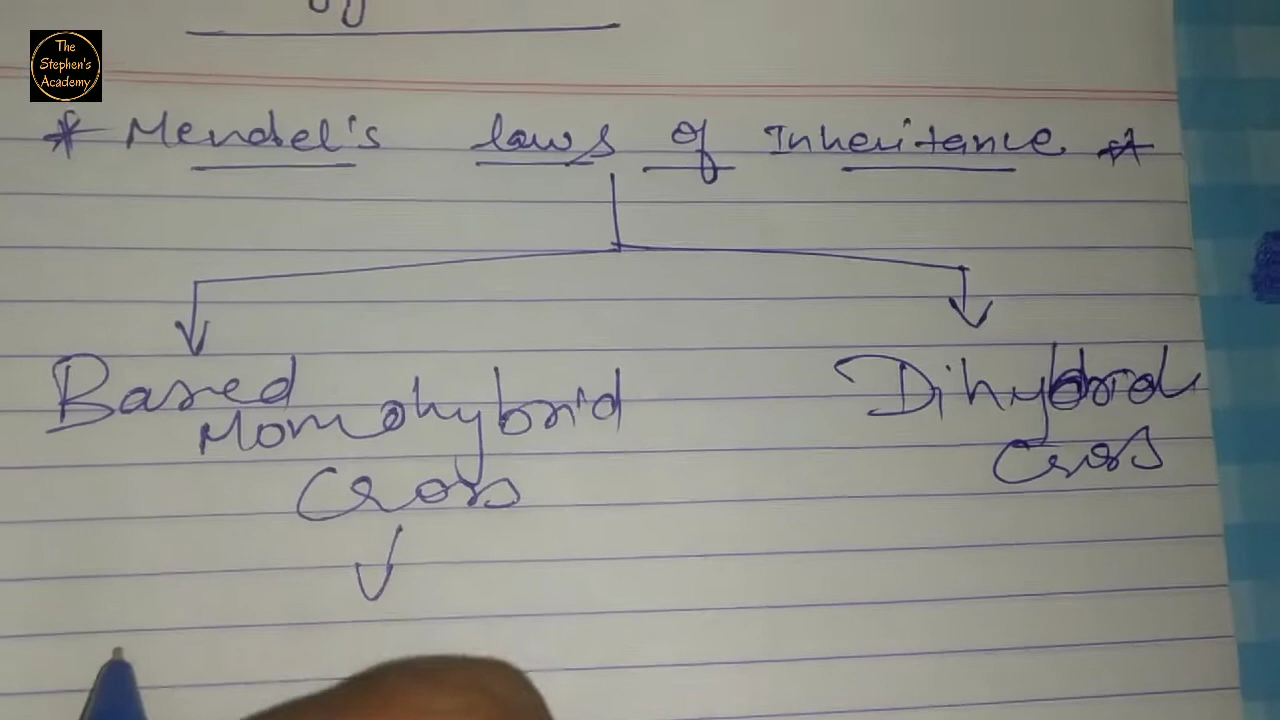 The
Stephen's
Academy
* Mendel's laws of Inheritance *
Based
Monohybrid
Cross
Dihybrid
Cross